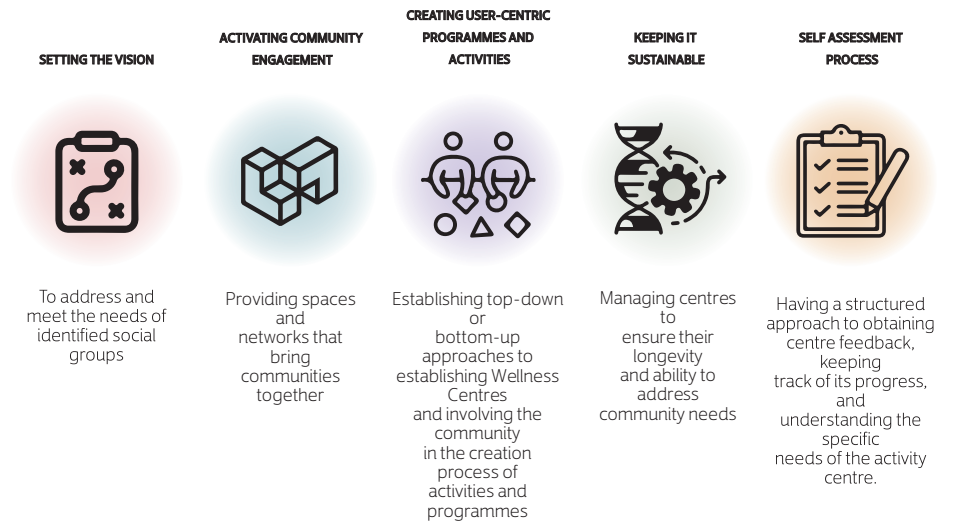 SETTING THE VISION
To address and
meet the needs of
identified social
groups
ACTIVATING COMMUNITY
ENGAGEMENT
Providing spaces
and
networks that
bring
communities
together
CREATING USER-CENTRIC
PROGRAMMES AND
ACTIVITIES
Establishing top-down
or
bottom-up
approaches to
establishing Wellness
Centres
and involving the
community
in the creation
process of
activities and
programmes
KEEPING IT
SUSTAINABLE
Managing centres
to
ensure their
longevity
and ability to
address
community needs
SELF ASSESSMENT
PROCESS
Having a structured
approach to obtaining
centre feedback,
keeping
track of its progress,
and
understanding the
specific
needs of the activity
centre.